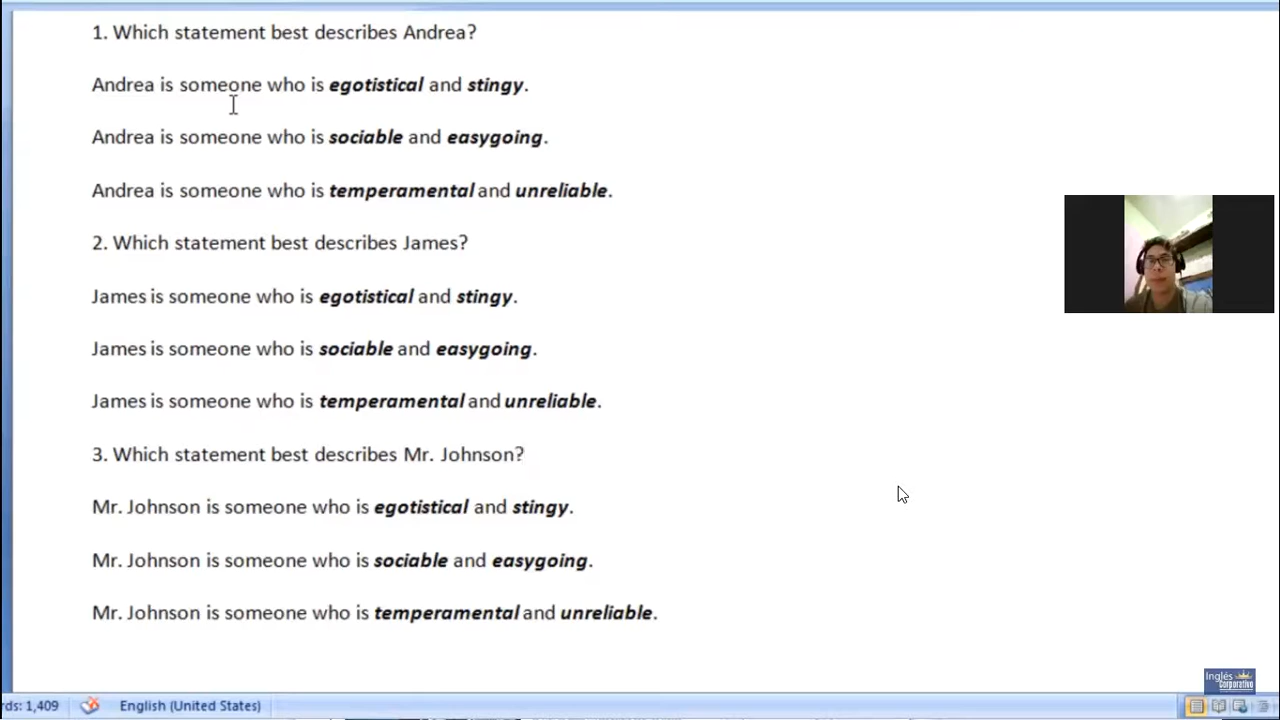 1. Which statement best describes Andrea?
Andrea is someone who is egotistical and stingy.
Andrea is someone who is sociable and easygoing.
Andrea is someone who is temperamental and unreliable.
2. Which statement best describes James?
James is someone who is egotistical and stingy.
James is someone who is sociable and easygoing.
James is someone who is temperamental and unreliable.
3. Which statement best describes Mr. Johnson?
Mr. Johnson is someone who is egotistical and stingy.
Mr. Johnson is someone who is sociable and easygoing.
Mr. Johnson is someone who is temperamental and unreliable.
Inglés
Corporativo
rds: 1,409 English (United States)